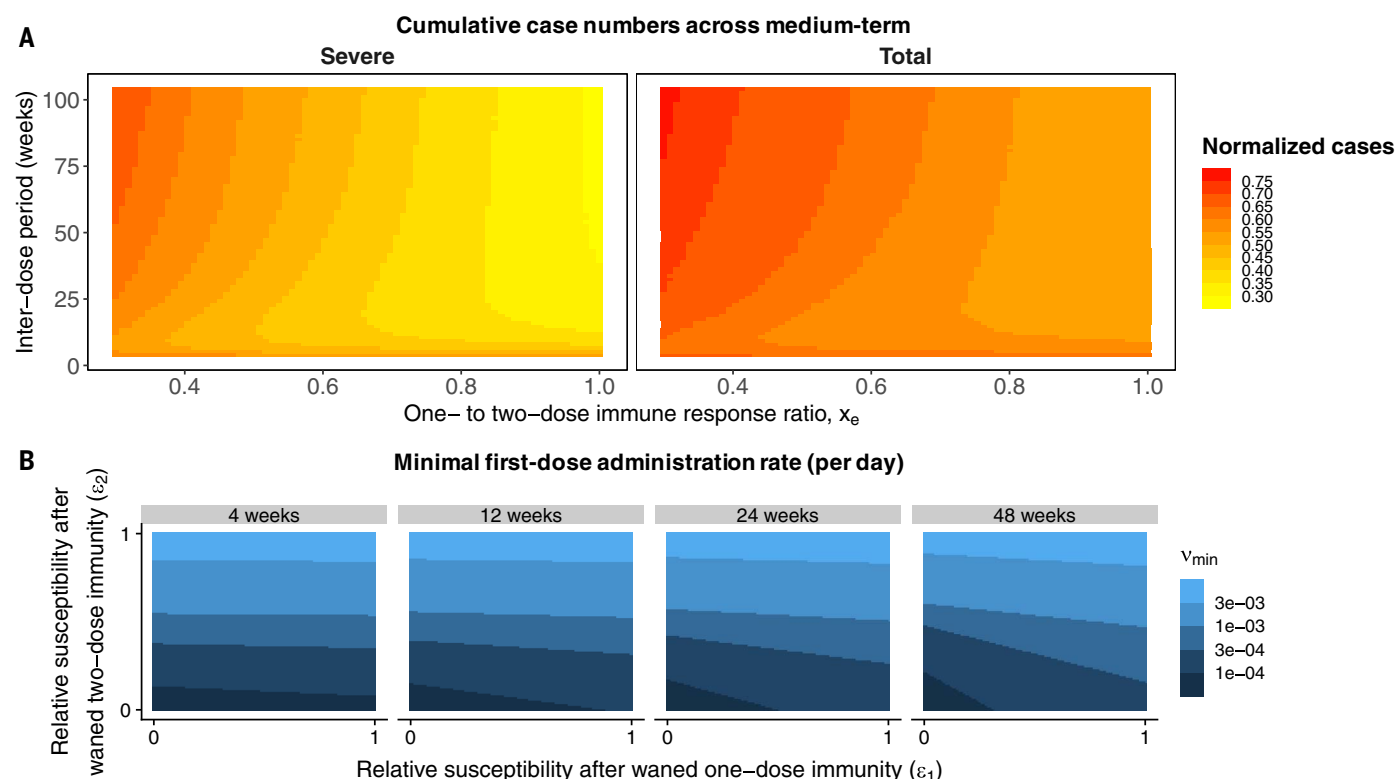 A
Cumulative case numbers across medium-term
Severe
Total
Inter−dose period (weeks)
100
75
50
25
0
0.4
0.6
0.8
1.0
0.4
0.6
0.8
1.0
One− to two−dose immune response ratio, xe
Normalized cases
0.75
0.70
0.65
0.60
0.55
0.50
0.45
0.40
0.35
0.30
B
Minimal first-dose administration rate (per day)
Relative susceptibility after
waned two−dose immunity (ε2)
4 weeks
12 weeks
24 weeks
48 weeks
1
0
0
1
0
1
0
1
0
1
Relative susceptibility after waned one−dose immunity (ε1)
νmin
3e−03
1e−03
3e−04
1e−04